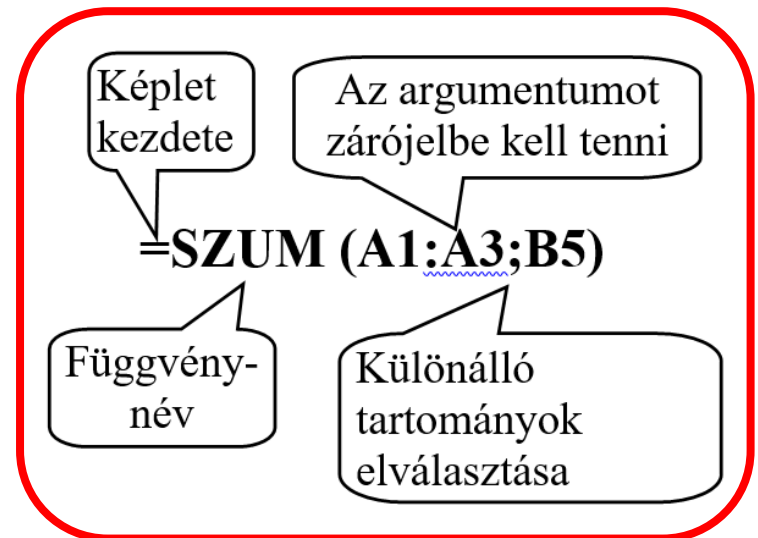 Képlet
kezdete
Az argumentumot
zárójelbe kell tenni
=SZUM (A1:A3;B5)
Függvény-
név
Különálló
tartományok
elválasztása